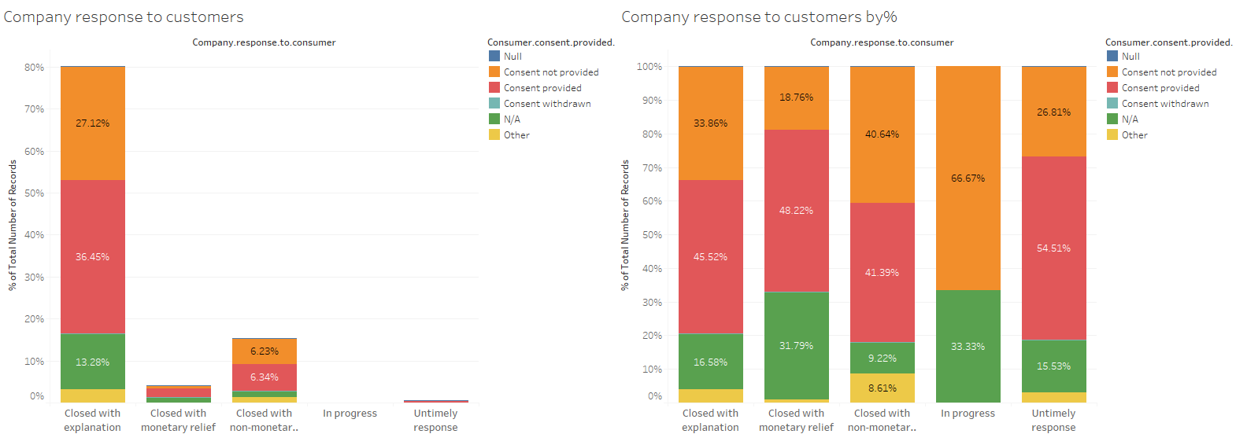 Company response to customers
Company.response.to.consumer
Consumer.consent.provided.
Null
Consent not provided
Consent provided
Consent withdrawn
N/A
Other
% of Total Number of Records
80%
70%
60%
50%
40%
30%
20%
10%
0%
27.12%
36.45%
13.28%
6.23%
6.34%
Closed with
explanation
Closed with
monetary relief
Closed with
non-monetar..
In progress
Untimely
response
Company response to customers by%
Company.response.to.consumer
Consumer.consent.provided.
Null
Consent not provided
Consent provided
Consent withdrawn
N/A
Other
% of Total Number of Records
100%
90%
80%
70%
60%
50%
40%
30%
20%
10%
0%
33.86%
45.52%
16.58%
18.76%
48.22%
31.79%
40.64%
41.39%
9.22%
8.61%
66.67%
33.33%
26.81%
54.51%
15.53%
Closed with
explanation
Closed with
monetary relief
Closed with
non-monetar..
In progress
Untimely
response